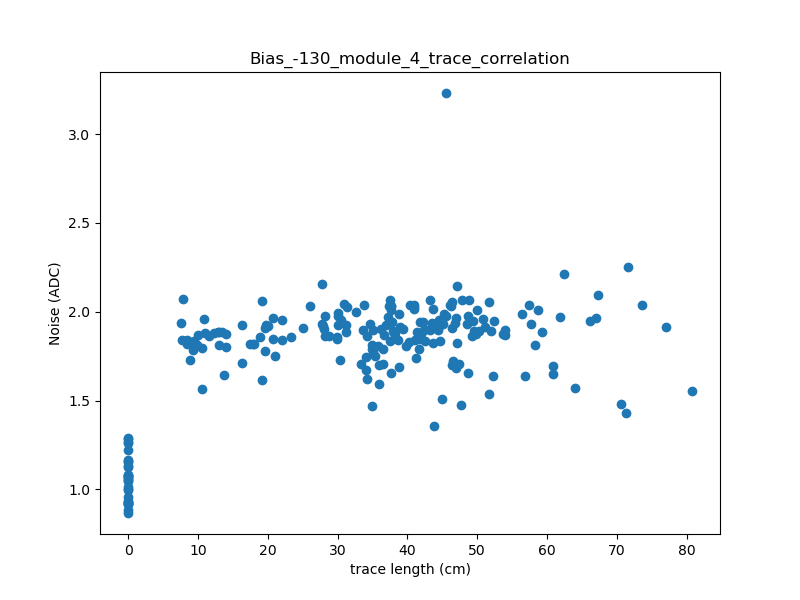 Bias_-130_module_4_trace_correlation
Noise (ADC)
3.0
2.5
2.0
1.5
1.0
0 10 20 30 40 50 60 70 80
trace length (cm)